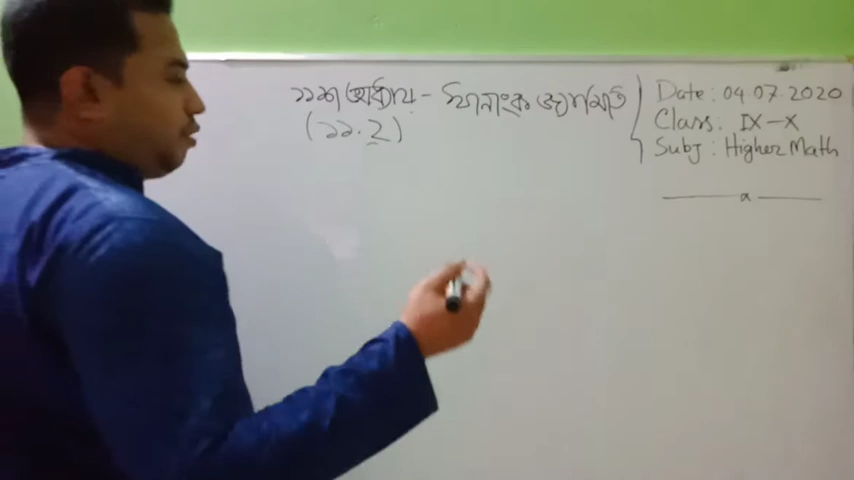 ১১শ অধ্যায় - স্থানাংক জ্যামিতি
(১১.২)
Date: 04.07.2020
Class: IX-X
Subj: Higher Math
x